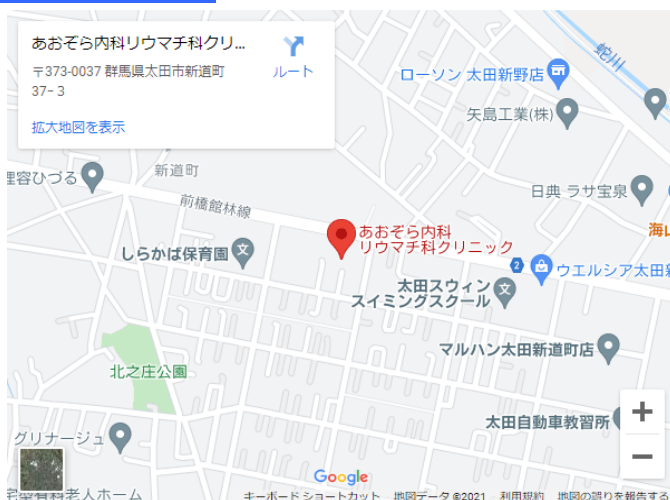 あおぞら内科リウマチ科クリ...
〒373-0037 群馬県太田市新道町
37-３
ルート
拡大地図を表示
ローソン 太田新野店
蛇川
矢島工業(株)
理容ひづる
新道町
前橋館林線
日典 ラサ宝泉
海山
あおぞら内科
リウマチ科クリニック
しらかば保育園
2
ウエルシア太田新
太田スウィン
スイミングスクール
マルハン太田新道町店
北之庄公園
太田自動車教習所
グリナージュ
宅型有料老人ホーム
Google
キーボード ショートカット
地図データ ©2021
利用規約
地図の誤りを報告する